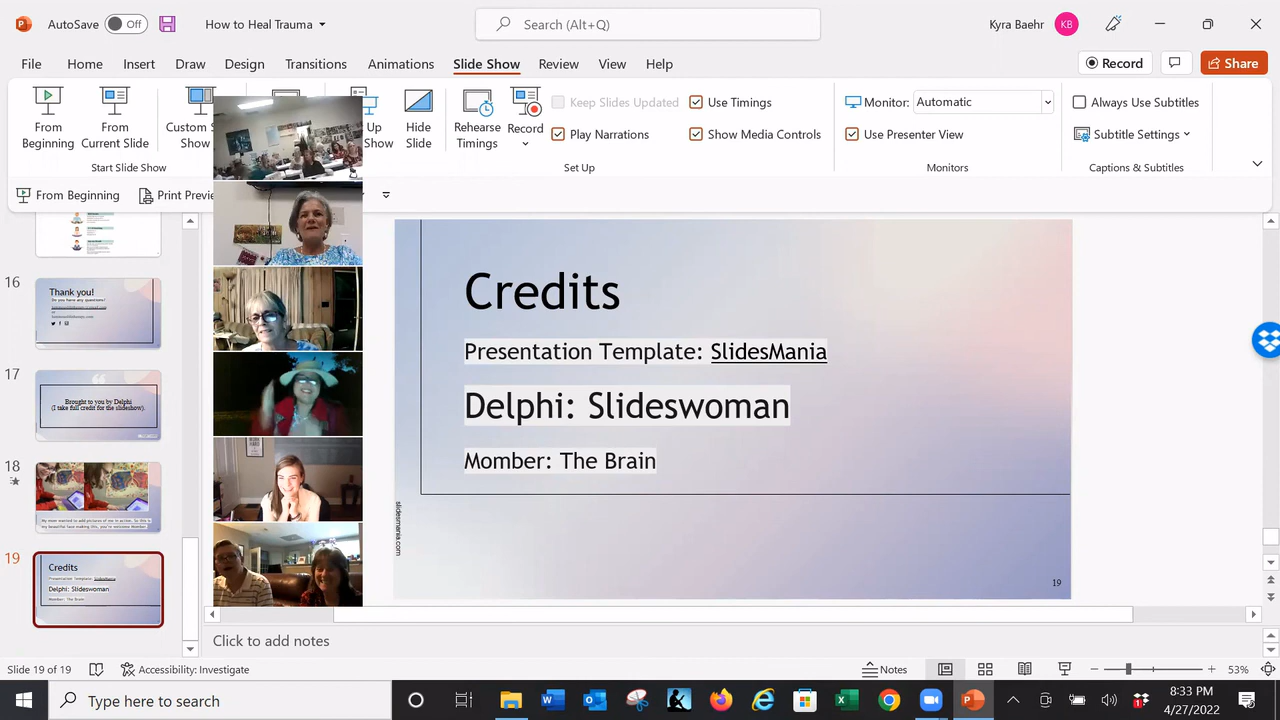 AutoSave Off
How to Heal Trauma
Search (Alt+Q)
Kyra Baehr KB
File Home Insert Draw Design Transitions Animations Slide Show Review View Help
Record Share
From Beginning
From Current Slide
Custom S
Show
Up
Show
Hide Slide
Rehearse Timings
Record
Keep Slides Updated
Play Narrations
Use Timings
Show Media Controls
Monitor: Automatic
Use Presenter View
Always Use Subtitles
Subtitle Settings
Start Slide Show
Set Up
Monitors
Captions & Subtitles
From Beginning
Print Previe
16
Thank you!
Do you have any questions?
17
Brought to you by Delphi
(I take full credit for the slideshow).
18
19
Credits
Presentation Template: SlidesMania
Delphi: Slideswoman
Momber: The Brain
Credits
Presentation Template: SlidesMania
Delphi: Slideswoman
Momber: The Brain
slidesmania.com
19
Click to add notes
Slide 19 of 19
Accessibility: Investigate
Notes
53%
Type here to search
8:33 PM
4/27/2022